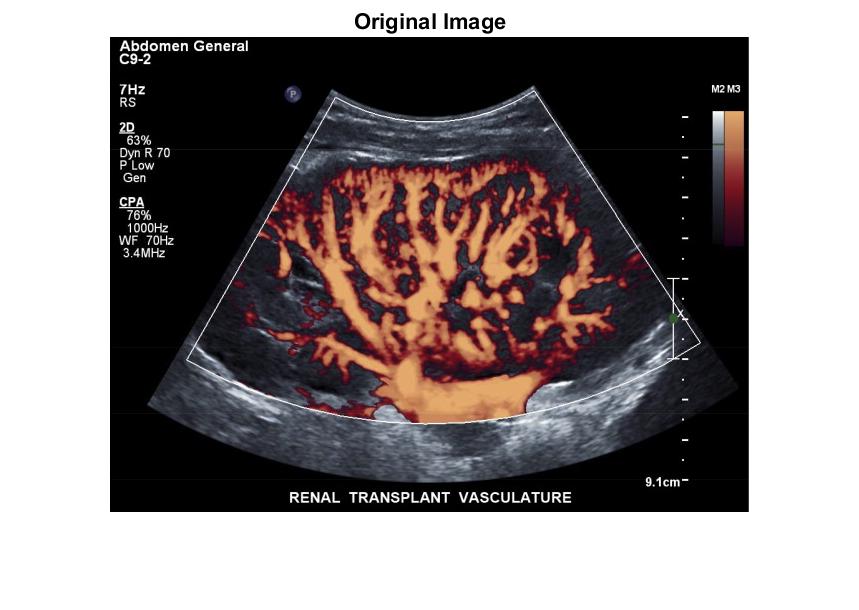 Original Image
Abdomen General
C9-2
7Hz
RS
2D
63%
Dyn R 70
P Low
Gen
CPA
76%
1000Hz
WF 70Hz
3.4MHz
P
M2 M3
9.1cm
RENAL TRANSPLANT VASCULATURE